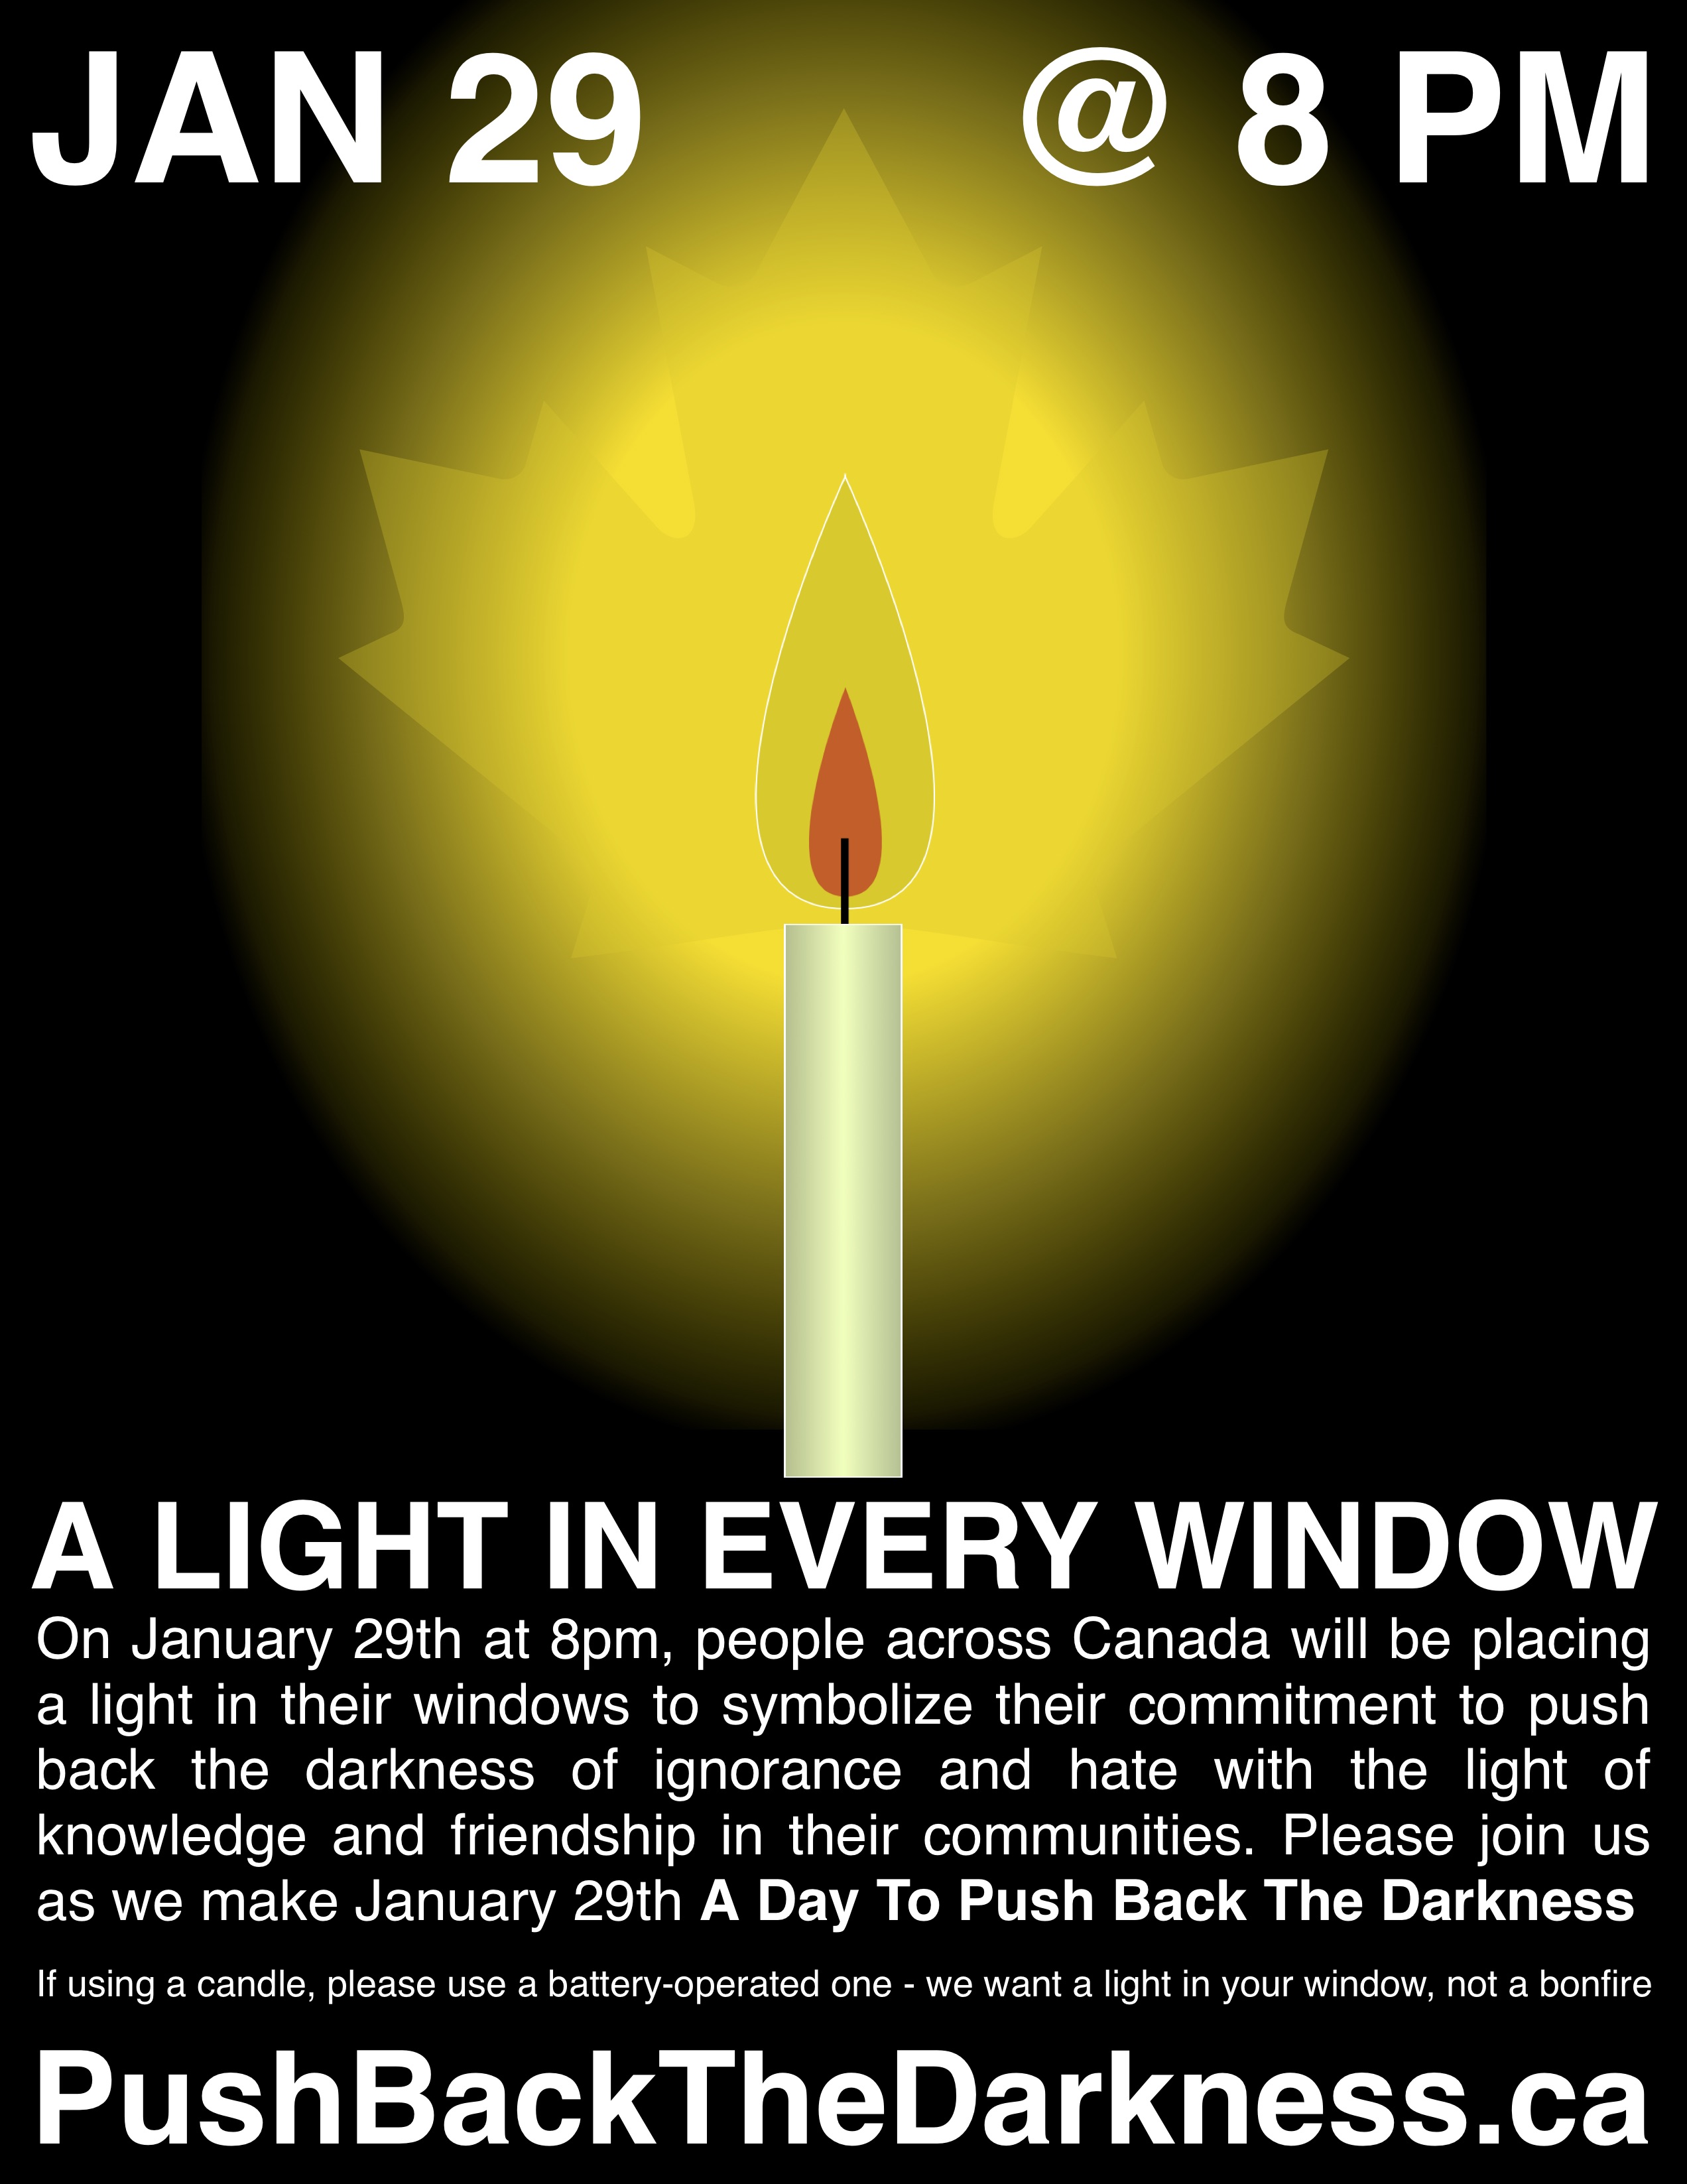 JAN 29 @ 8 PM
A LIGHT IN EVERY WINDOW
On January 29th at 8pm, people across Canada will be placing
a light in their windows to symbolize their commitment to push
back the darkness of ignorance and hate with the light of
knowledge and friendship in their communities. Please join us
as we make January 29th A Day To Push Back The Darkness
If using a candle, please use a battery-operated one - we want a light in your window, not a bonfire
PushBackTheDarkness.ca